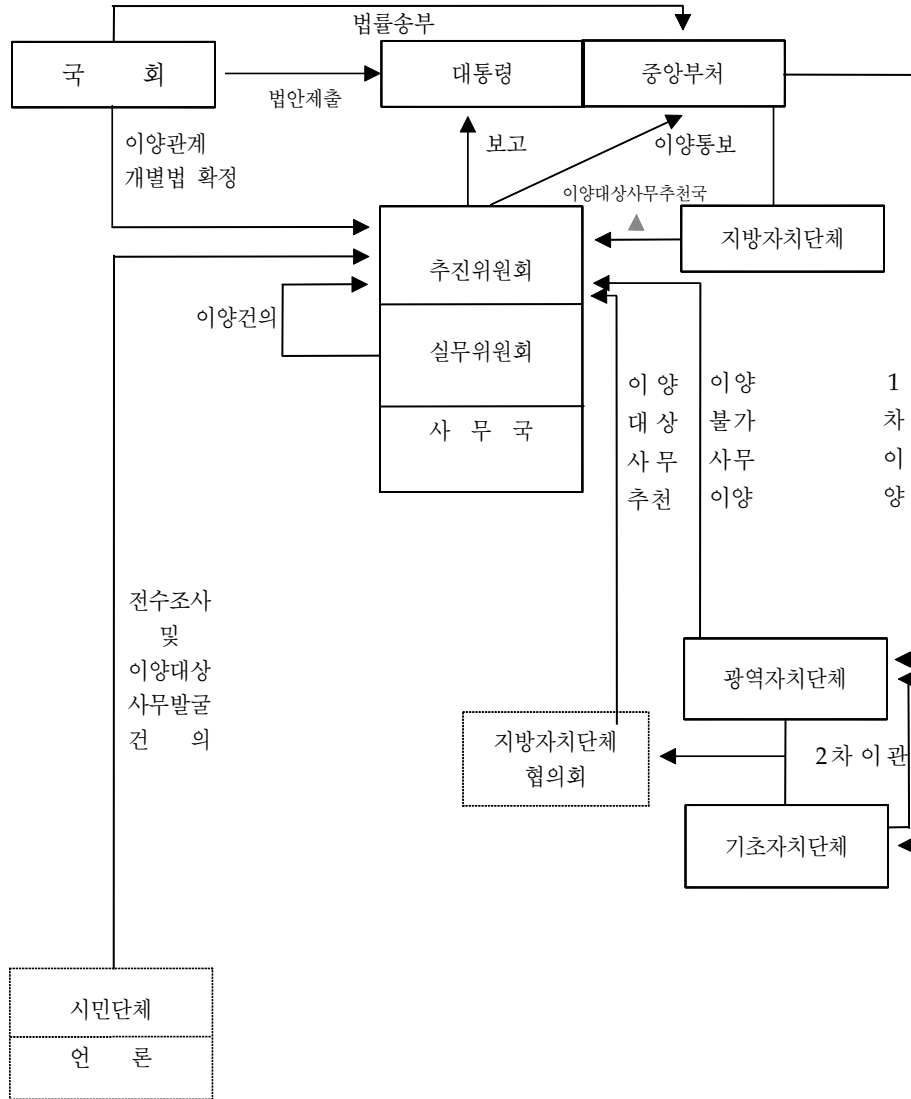 법률송부
국 회
대통령
중앙부처
법안제출
이양관계
개별법 확정
보고
이양통보
이양대상사무추천국
지방자치단체
추진위원회
이양건의
실무위원회
사 무 국
이 양
대 상
사 무
추 천
이양
불가
사무
이양
1
차
이
양
전수조사
및
이양대상
사무발굴
건 의
광역자치단체
지방자치단체
협의회
2차 이관
기초자치단체
시민단체
언 론